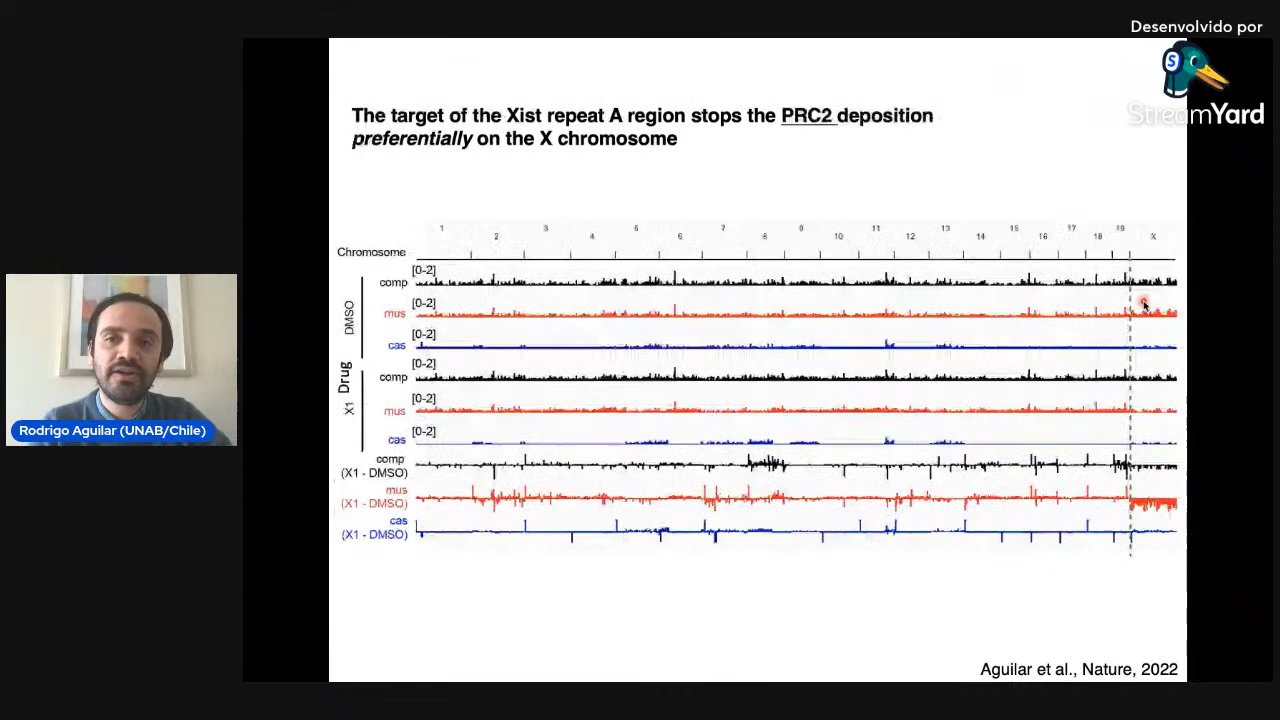 Desenvolvido por
StreamYard
The target of the Xist repeat A region stops the PRC2 deposition
preferentially on the X chromosome
1 2 3 4 5 6 7 8 9 10 11 12 13 14 15 16 17 18 19 X
Chromosome
[0-2]
comp
[0-2]
mus
[0-2]
cas
DMSO
[0-2]
comp
[0-2]
mus
[0-2]
cas
X1 Drug
comp
(X1 - DMSO)
mus
(X1 - DMSO)
cas
(X1 - DMSO)
Rodrigo Aguilar (UNAB/Chile)
Aguilar et al., Nature, 2022